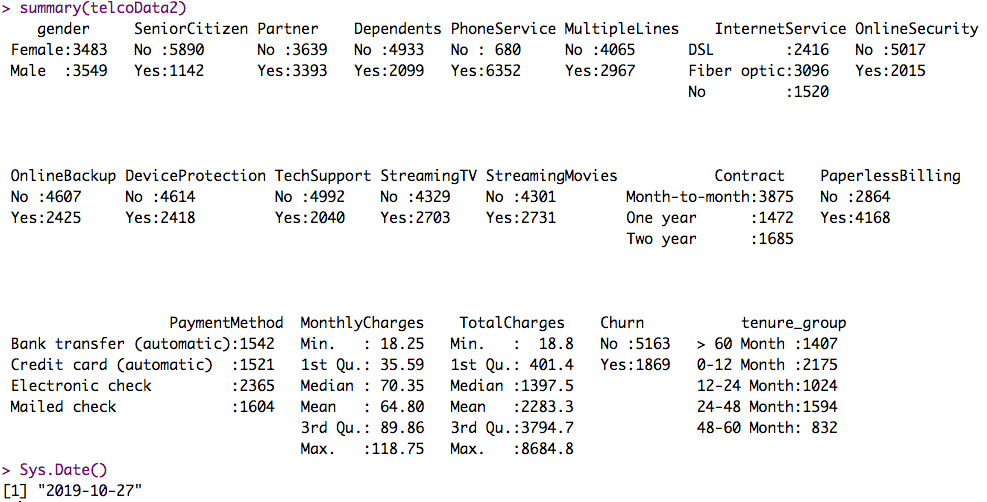 > summary(telcoData2)
   gender     SeniorCitizen Partner    Dependents PhoneService MultipleLines    InternetService OnlineSecurity
 Female:3483   No :5890      No :3639   No :4933   No : 680     No :4065      DSL        :2416   No :5017
 Male  :3549   Yes:1142      Yes:3393   Yes:2099   Yes:6352     Yes:2967      Fiber optic:3096   Yes:2015
                                                                              No         :1520
 OnlineBackup DeviceProtection TechSupport StreamingTV StreamingMovies           Contract    PaperlessBilling
 No :4607     No :4614         No :4992    No :4329    No :4301        Month-to-month:3875   No :2864
 Yes:2425     Yes:2418         Yes:2040    Yes:2703    Yes:2731        One year      :1472   Yes:4168
                                                                       Two year      :1685
                   PaymentMethod  MonthlyCharges    TotalCharges    Churn           tenure_group
 Bank transfer (automatic):1542   Min.   : 18.25   Min.   :  18.8   No :5163   > 60 Month :1407
 Credit card (automatic)  :1521   1st Qu.: 35.59   1st Qu.: 401.4   Yes:1869   0-12 Month :2175
 Electronic check         :2365   Median : 70.35   Median :1397.5              12-24 Month:1024
 Mailed check             :1604   Mean   : 64.80   Mean   :2283.3              24-48 Month:1594
                                  3rd Qu.: 89.86   3rd Qu.:3794.7              48-60 Month: 832
                                  Max.   :118.75   Max.   :8684.8
> Sys.Date()
[1] "2019-10-27"